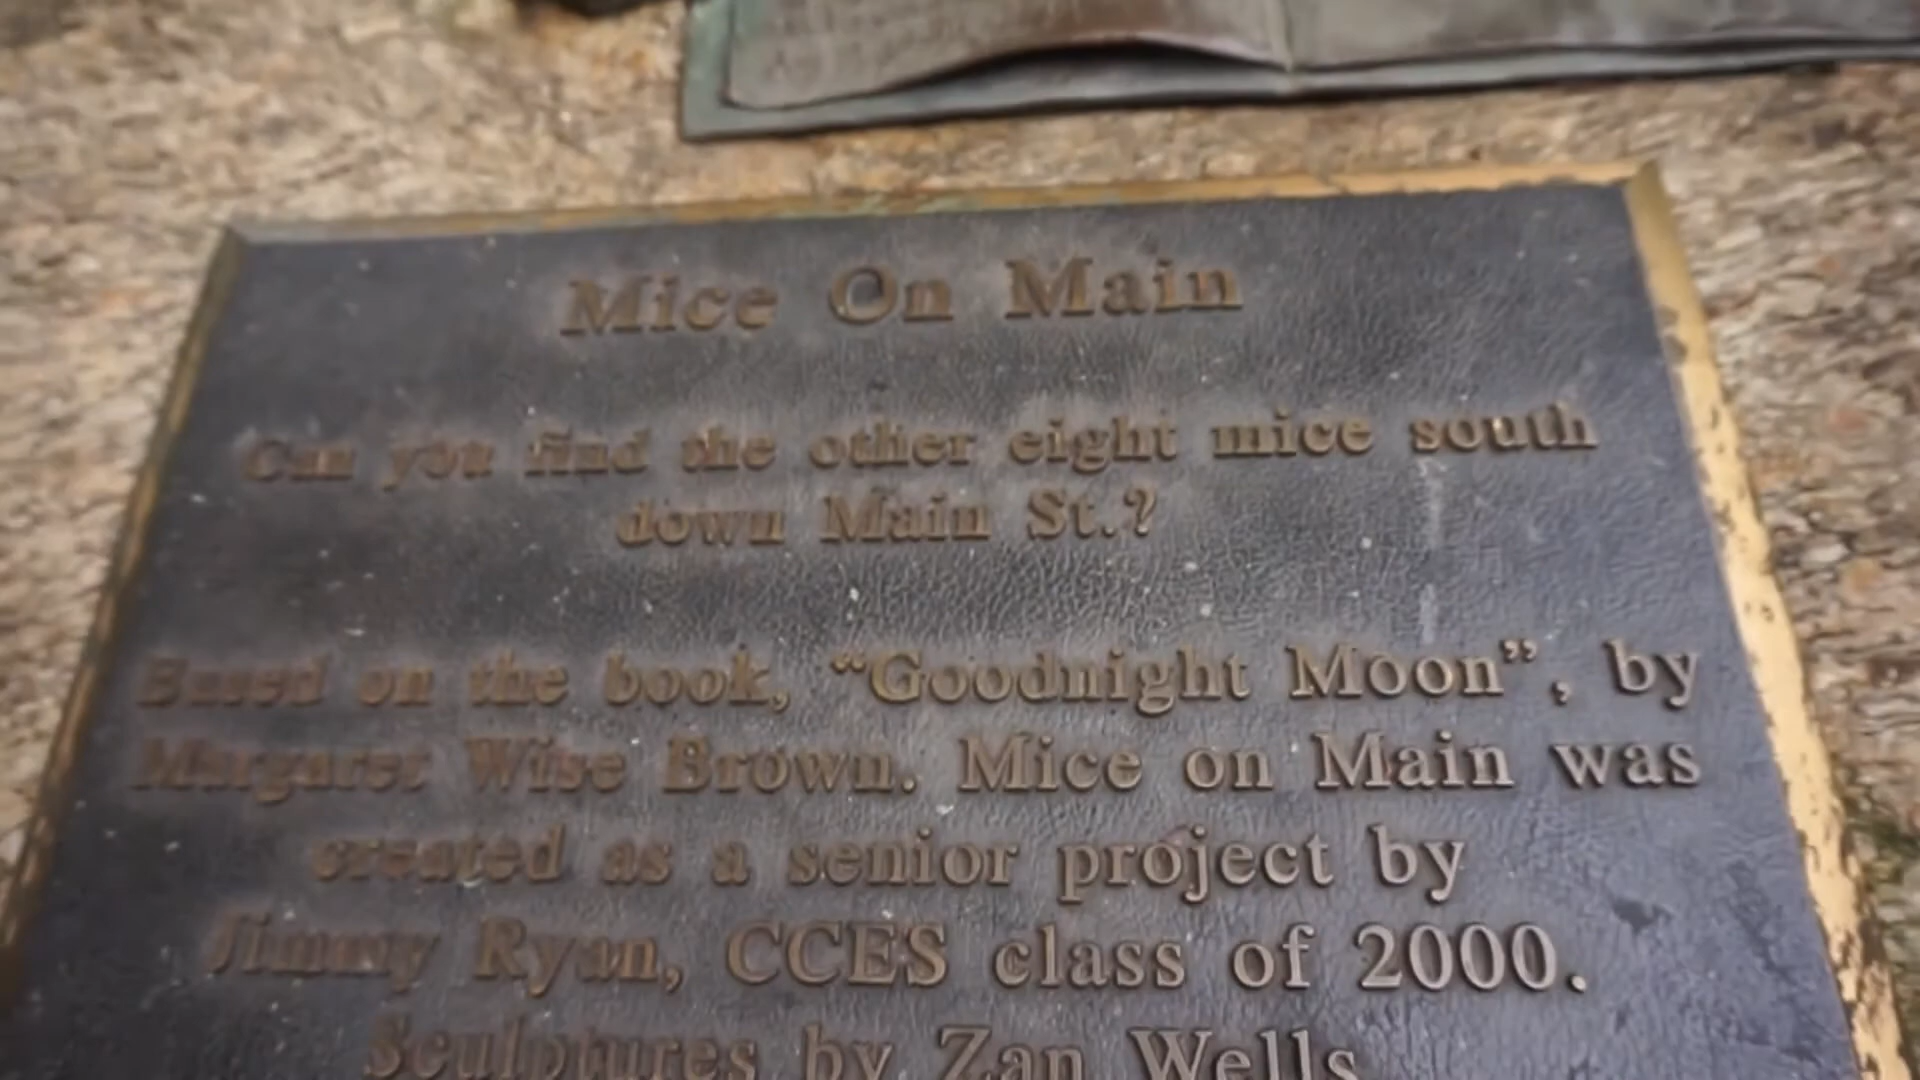 Mice On Main
Can you find the other eight mice south
down Main St.?
Based on the book, “Goodnight Moon”, by
Margaret Wise Brown. Mice on Main was
created as a senior project by
Jimmy Ryan, CCES class of 2000.
Sculptures by Zan Wells